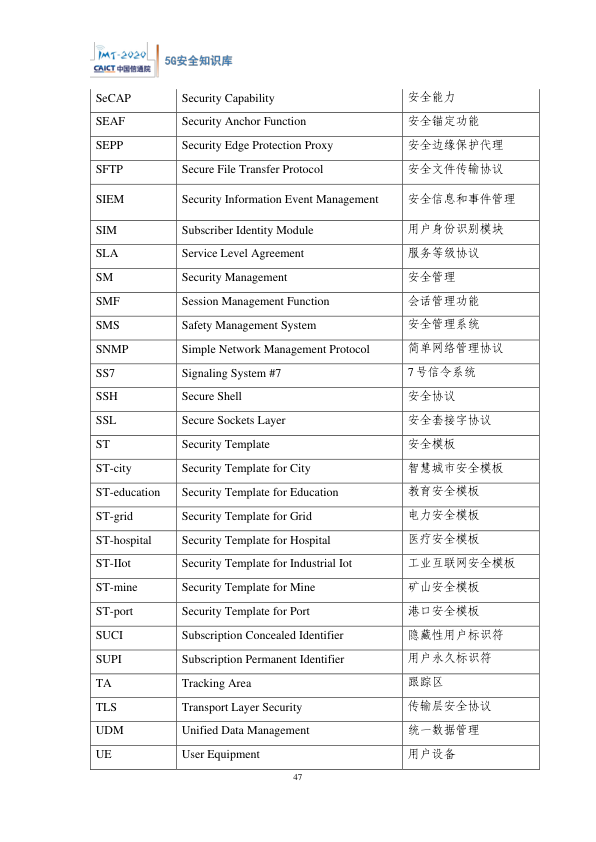 IMT-2020
CAICT 中国信通院
5G安全知识库
SeCAP Security Capability 安全能力
SEAF Security Anchor Function 安全锚定功能
SEPP Security Edge Protection Proxy 安全边缘保护代理
SFTP Secure File Transfer Protocol 安全文件传输协议
SIEM Security Information Event Management 安全信息和事件管理
SIM Subscriber Identity Module 用户身份识别模块
SLA Service Level Agreement 服务等级协议
SM Security Management 安全管理
SMF Session Management Function 会话管理功能
SMS Safety Management System 安全管理系统
SNMP Simple Network Management Protocol 简单网络管理协议
SS7 Signaling System #7 7 号信令系统
SSH Secure Shell 安全协议
SSL Secure Sockets Layer 安全套接字协议
ST Security Template 安全模板
ST-city Security Template for City 智慧城市安全模板
ST-education Security Template for Education 教育安全模板
ST-grid Security Template for Grid 电力安全模板
ST-hospital Security Template for Hospital 医疗安全模板
ST-IIot Security Template for Industrial Iot 工业互联网安全模板
ST-mine Security Template for Mine 矿山安全模板
ST-port Security Template for Port 港口安全模板
SUCI Subscription Concealed Identifier 隐藏性用户标识符
SUPI Subscription Permanent Identifier 用户永久标识符
TA Tracking Area 跟踪区
TLS Transport Layer Security 传输层安全协议
UDM Unified Data Management 统一数据管理
UE User Equipment 用户设备
47